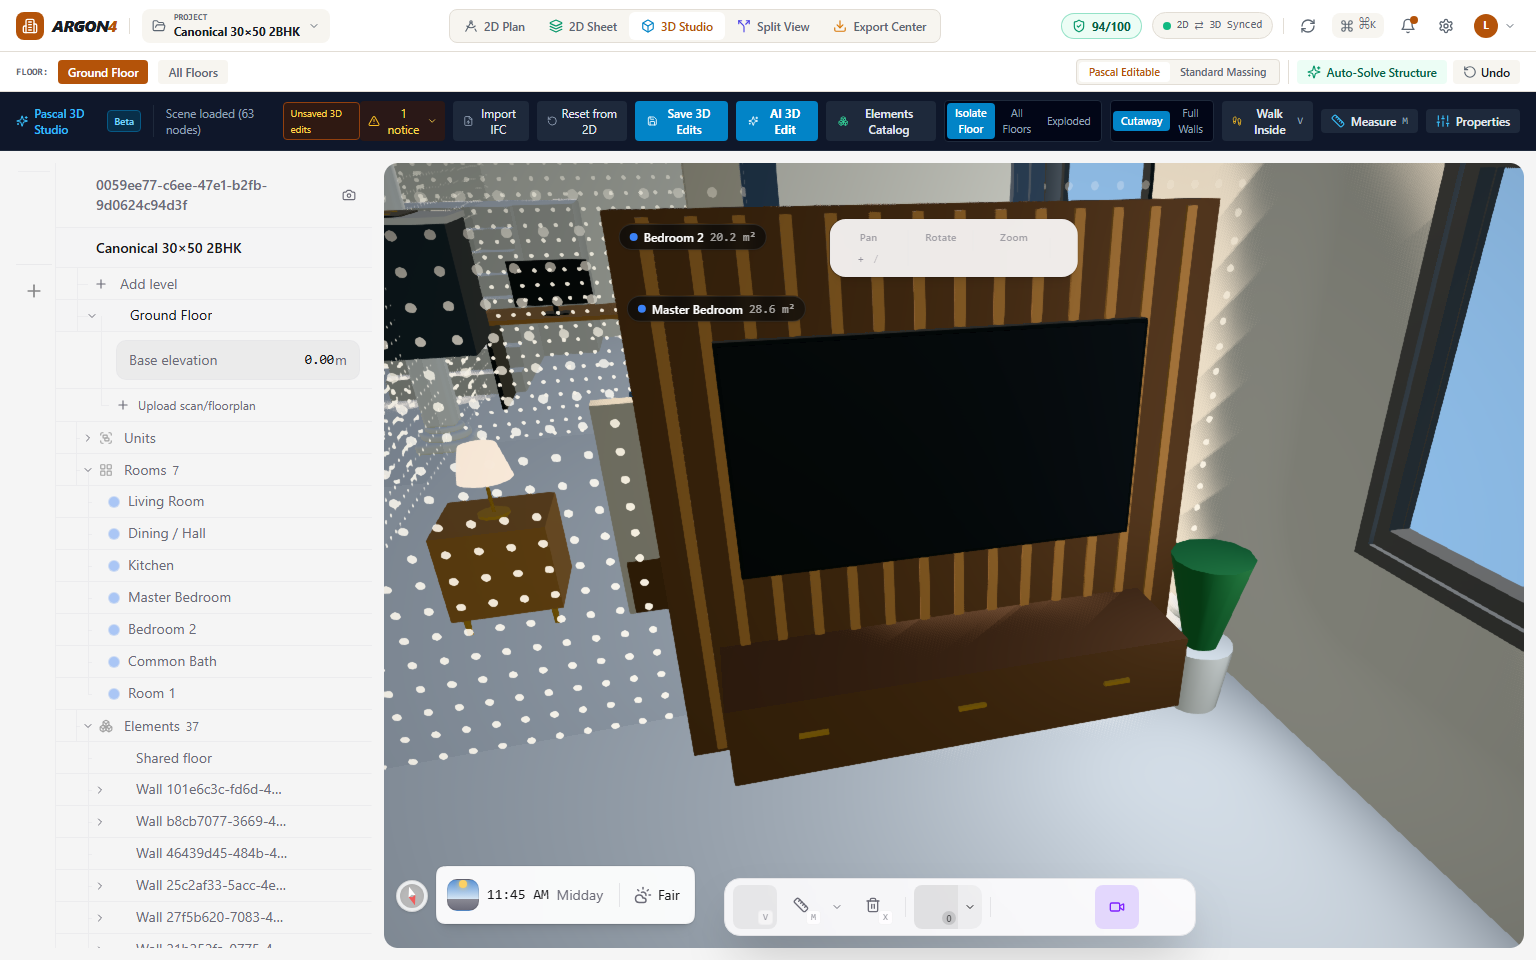 ARGON4
PROJECT
Canonical 30×50 2BHK
2D Plan
2D Sheet
3D Studio
Split View
Export Center
94/100
2D ⇄ 3D Synced
⌘K
L
FLOOR:
Ground Floor
All Floors
Pascal Editable
Standard Massing
Auto-Solve Structure
Undo
Pascal 3D
Studio
Beta
Scene loaded (63
nodes)
Unsaved 3D
edits
1
notice
Import
IFC
Reset from
2D
Save 3D
Edits
AI 3D
Edit
Elements
Catalog
Isolate
Floor
All
Floors
Exploded
Cutaway
Full
Walls
Walk
Inside
V
Measure M
Properties
0059ee77-c6ee-47e1-b2fb-
9d0624c94d3f
Canonical 30×50 2BHK
Add level
Ground Floor
Base elevation 0.00m
Upload scan/floorplan
Units
Rooms 7
Living Room
Dining / Hall
Kitchen
Master Bedroom
Bedroom 2
Common Bath
Room 1
Elements 37
Shared floor
Wall 101e6c3c-fd6d-4...
Wall b8cb7077-3669-4...
Wall 46439d45-484b-4...
Wall 25c2af33-5acc-4e...
Wall 27f5b620-7083-4...
Bedroom 2 20.2 m²
Master Bedroom 28.6 m²
Pan Rotate Zoom
+ /
11:45 AM Midday
Fair
V
M
X
0